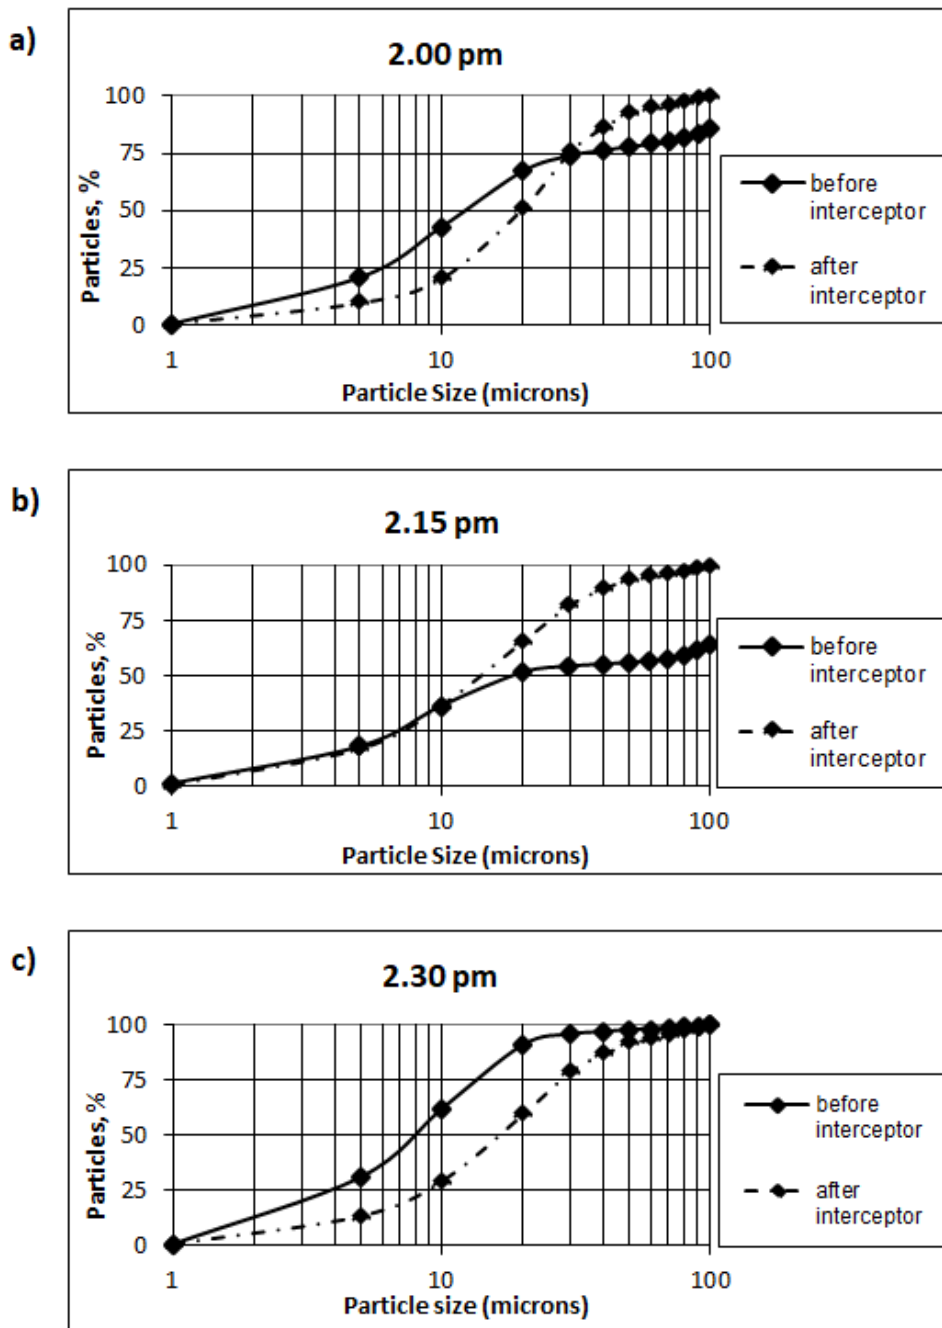 a)
2.00 pm
100
75
50
25
0
Particles, %
1
10
100
Particle Size (microns)
before
interceptor
after
interceptor
b)
2.15 pm
100
75
50
25
0
Particles, %
1
10
100
Particle Size (microns)
before
interceptor
after
interceptor
c)
2.30 pm
100
75
50
25
0
Particles, %
1
10
100
Particle size (microns)
before
interceptor
after
interceptor